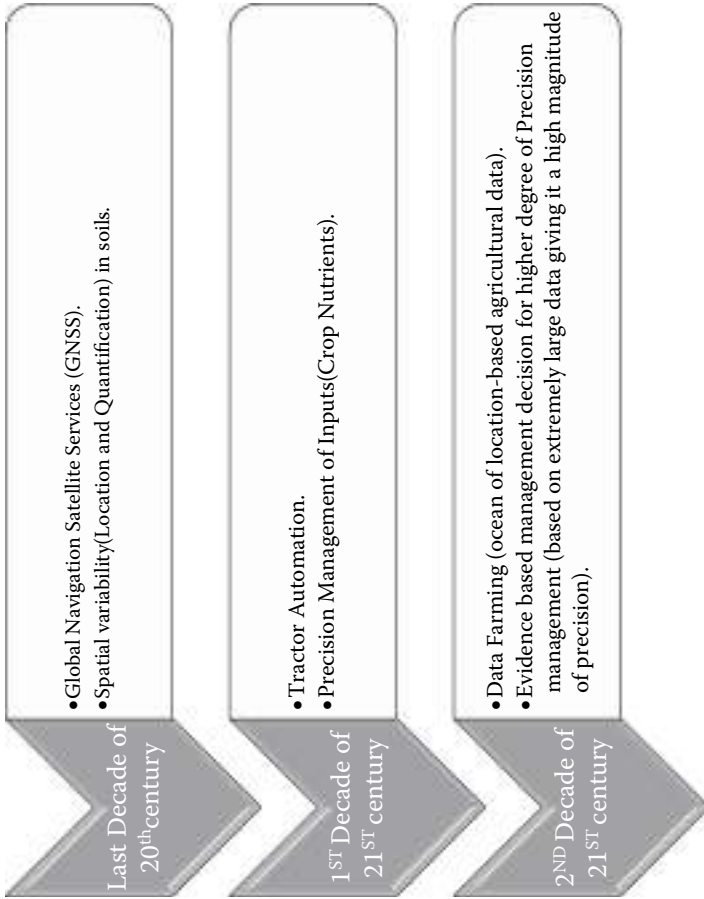 Last Decade of
20th century
•Global Navigation Satellite Services (GNSS).
•Spatial variability(Location and Quantification) in soils.
1ST Decade of
21ST century
•Tractor Automation.
•Precision Management of Inputs(Crop Nutrients).
2ND Decade of
21ST century
•Data Farming (ocean of location-based agricultural data).
•Evidence based management decision for higher degree of Precision
management (based on extremely large data giving it a high magnitude
of precision).